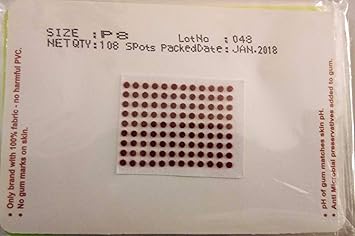 SIZE : P8 LotNo : 048
NETQTY: 108 SPots PackedDate: JAN.2018
Only brand with 100% fabric - no harmful PVC.
No gum marks on skin.
pH of gum matches skin pH.
Anti Microbial preservatives added to gum.